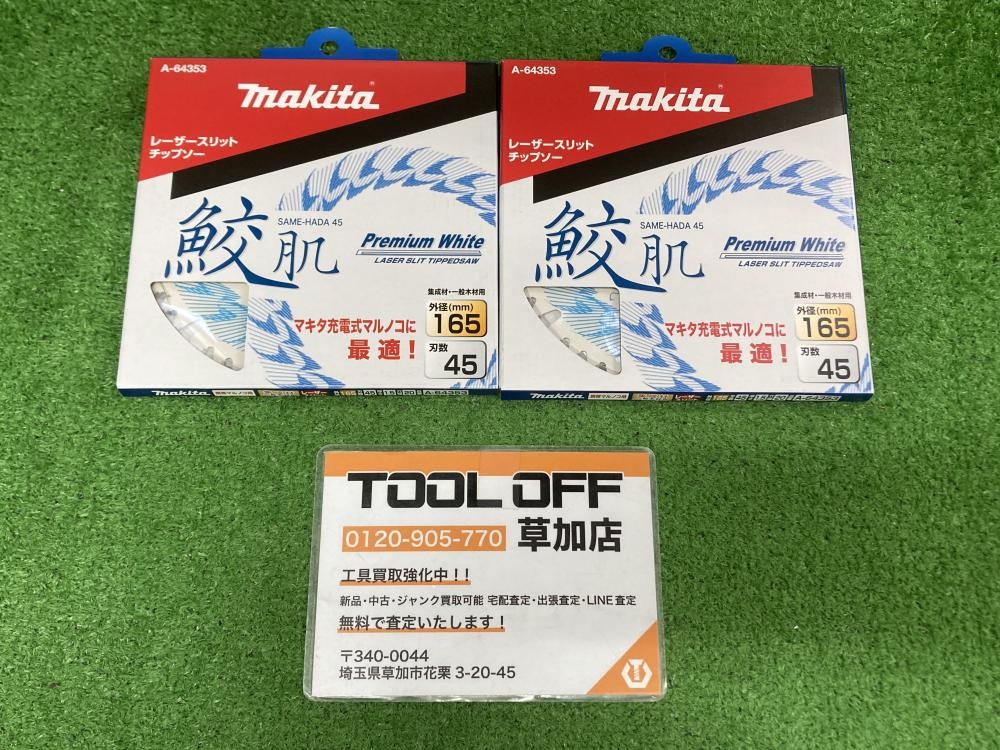 A-64353
makita
レーザースリット
チップソー
鮫肌
SAME-HADA 45
Premium White
LASER SLIT TIPPEDSAW
集成材・一般木材用
外径(mm)
165
マキタ充電式マルノコに
最適！
刃数
45
makita
A-64353
A-64353
makita
レーザースリット
チップソー
鮫肌
SAME-HADA 45
Premium White
LASER SLIT TIPPEDSAW
集成材・一般木材用
外径(mm)
165
マキタ充電式マルノコに
最適！
刃数
45
makita
A-64353
TOOL OFF
0120-905-770 草加店
工具買取強化中！！
新品・中古・ジャンク買取可能 宅配査定・出張査定・LINE査定
無料で査定いたします！
〒340-0044
埼玉県草加市花栗 3-20-45